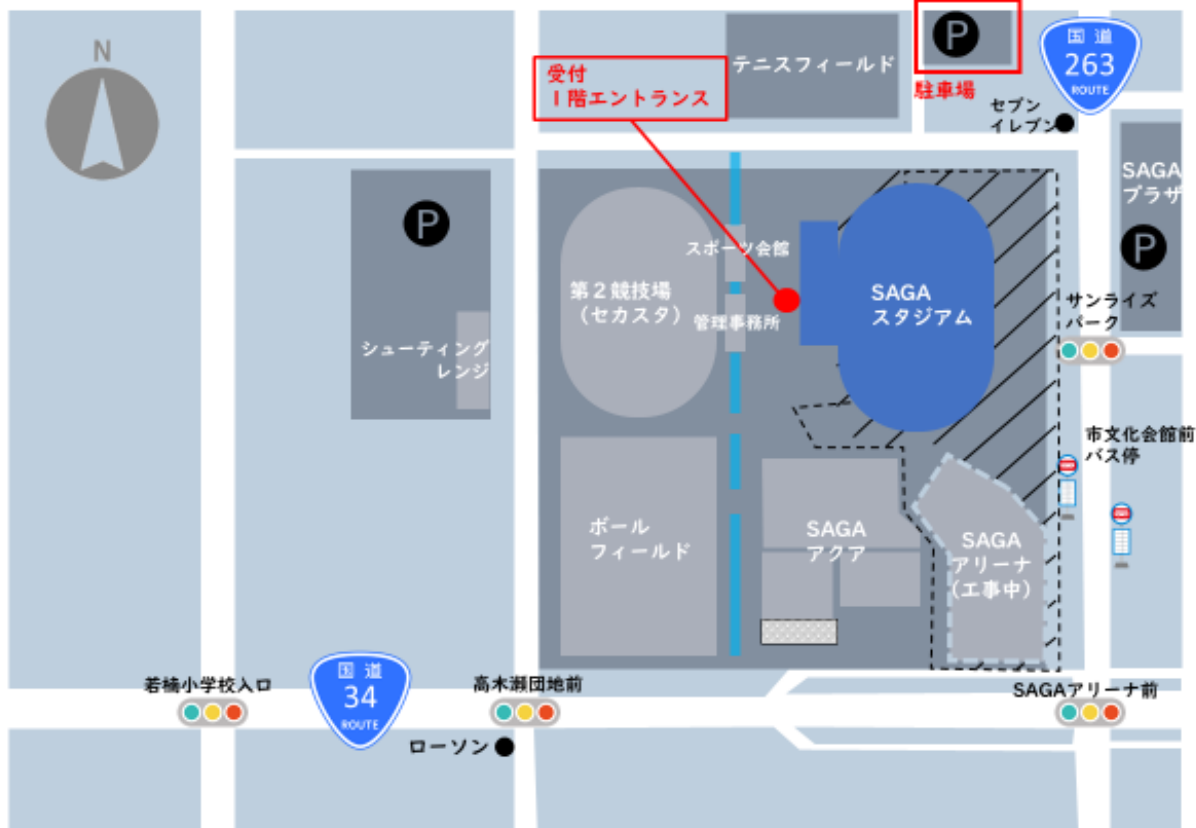 N
受付
1階エントランス
テニスフィールド
P
駐車場
国道
263
ROUTE
セブン
イレブン
SAGA
プラザ
P
P
スポーツ会館
第2競技場
(セカスタ)
管理事務所
SAGA
スタジアム
サンライズ
パーク
シューティング
レンジ
市文化会館前
バス停
ボール
フィールド
SAGA
アクア
SAGA
アリーナ
(工事中)
若楠小学校入口
国道
34
ROUTE
高木瀬団地前
SAGAアリーナ前
ローソン